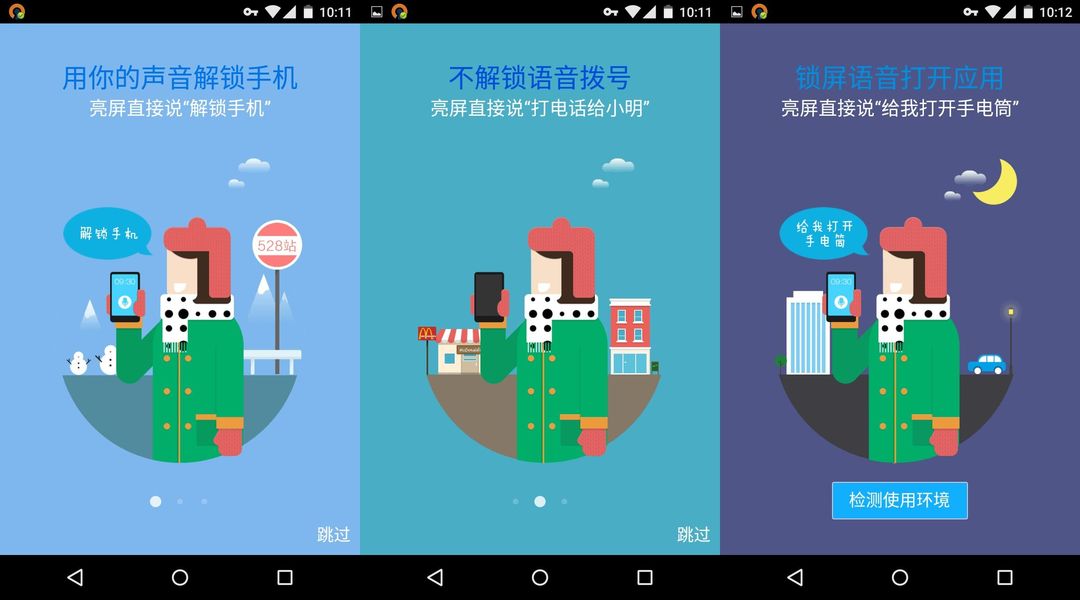 10:11
用你的声音解锁手机
亮屏直接说“解锁手机”
解锁手机
528站
09:30
跳过
10:11
不解锁语音拨号
亮屏直接说“打电话给小明”
McDonald's
跳过
10:12
锁屏语音打开应用
亮屏直接说“给我打开手电筒”
给我打开
手电筒
09:30
检测使用环境